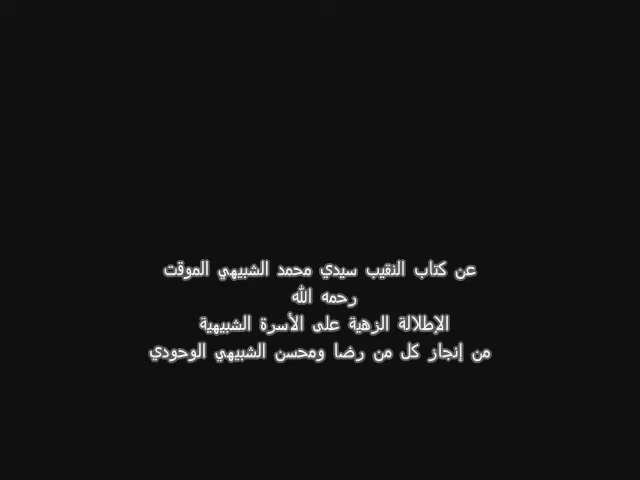 عن كتاب النقيب سيدي محمد الشبيهي الموقت
رحمه الله
الإطلالة الزهية على الأسرة الشبيهية
من إنجاز كل من رضا ومحسن الشبيهي الوحودي